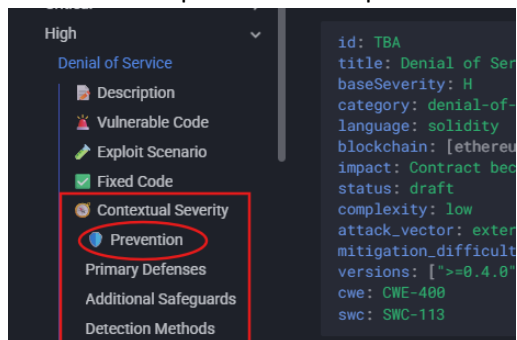 High
Denial of Service
Description
Vulnerable Code
Exploit Scenario
Fixed Code
Contextual Severity
Prevention
Primary Defenses
Additional Safeguards
Detection Methods
id: TBA
title: Denial of Ser
baseSeverity: H
category: denial-of-
language: solidity
blockchain: [ethereu
impact: Contract bec
status: draft
complexity: low
attack_vector: exter
mitigation_difficult
versions: [">=0.4.0"
cwe: CWE-400
swc: SWC-113